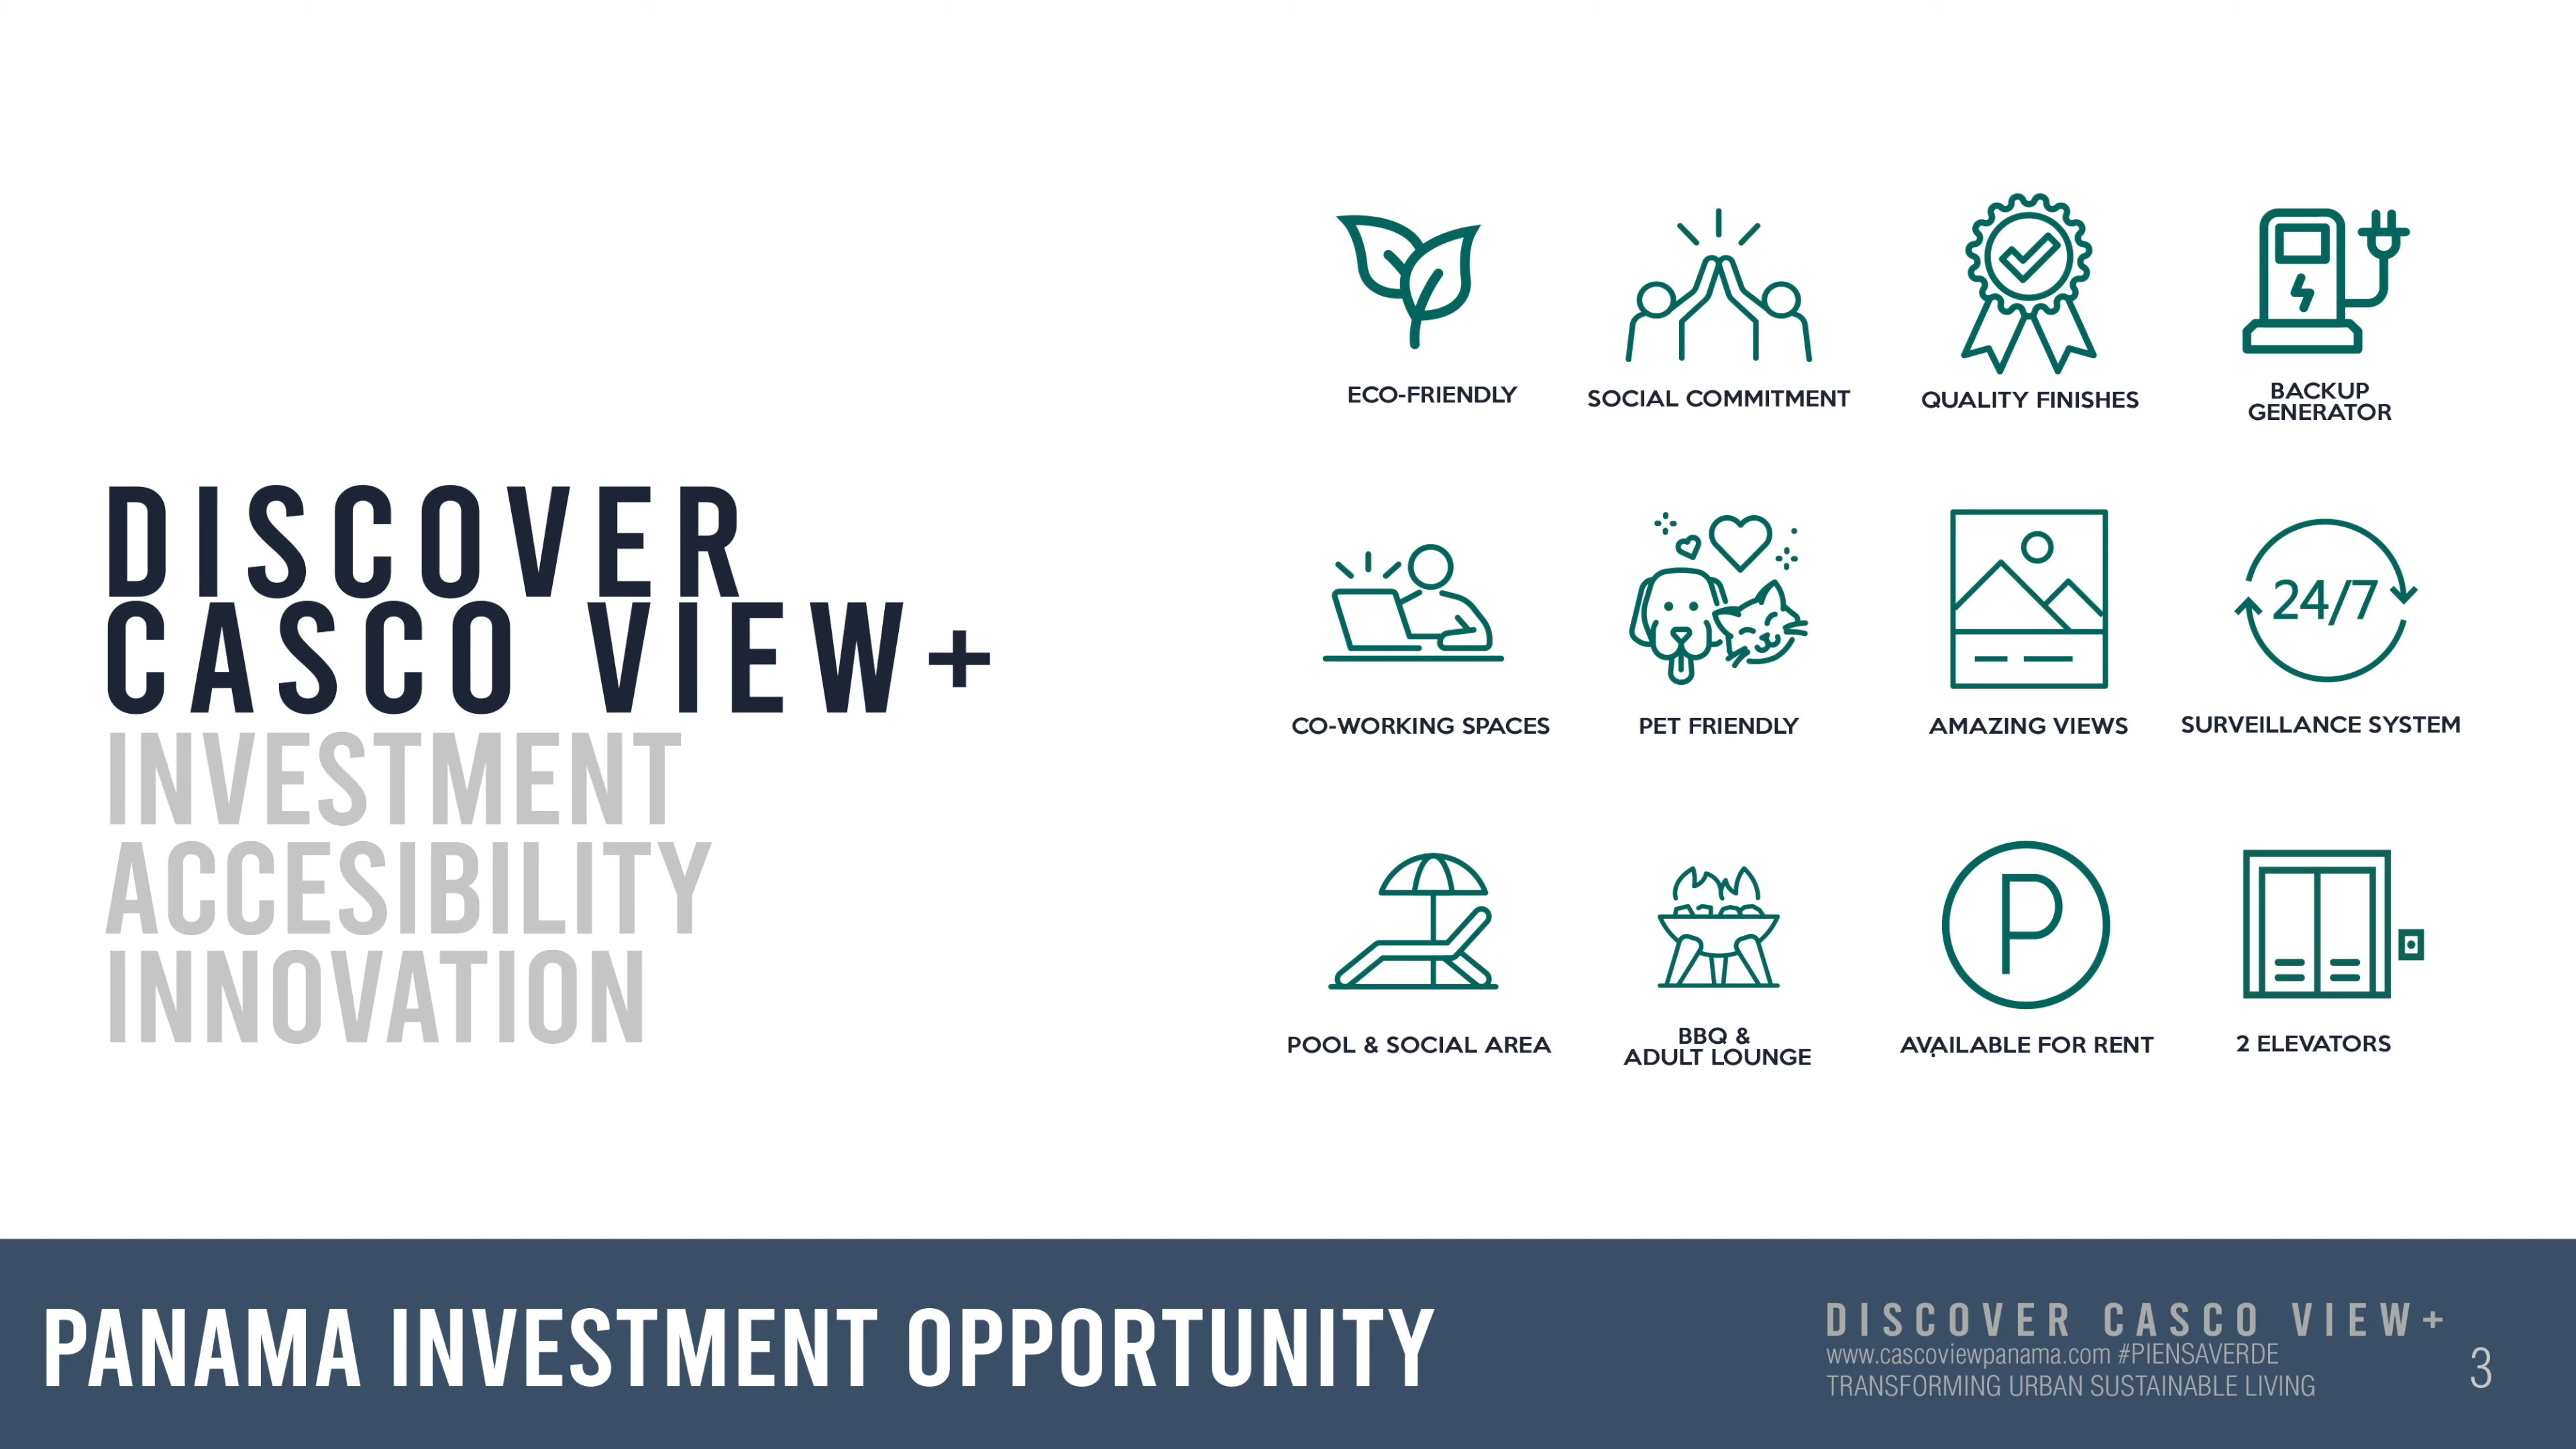 DISCOVER
CASCO VIEW+
INVESTMENT
ACCESIBILITY
INNOVATION
ECO-FRIENDLY
SOCIAL COMMITMENT
QUALITY FINISHES
BACKUP
GENERATOR
CO-WORKING SPACES
PET FRIENDLY
AMAZING VIEWS
24/7
SURVEILLANCE SYSTEM
POOL & SOCIAL AREA
BBQ &
ADULT LOUNGE
P
AVAILABLE FOR RENT
2 ELEVATORS
PANAMA INVESTMENT OPPORTUNITY
DISCOVER CASCO VIEW+
www.cascoviewpanama.com #PIENSAVERDE
TRANSFORMING URBAN SUSTAINABLE LIVING
3